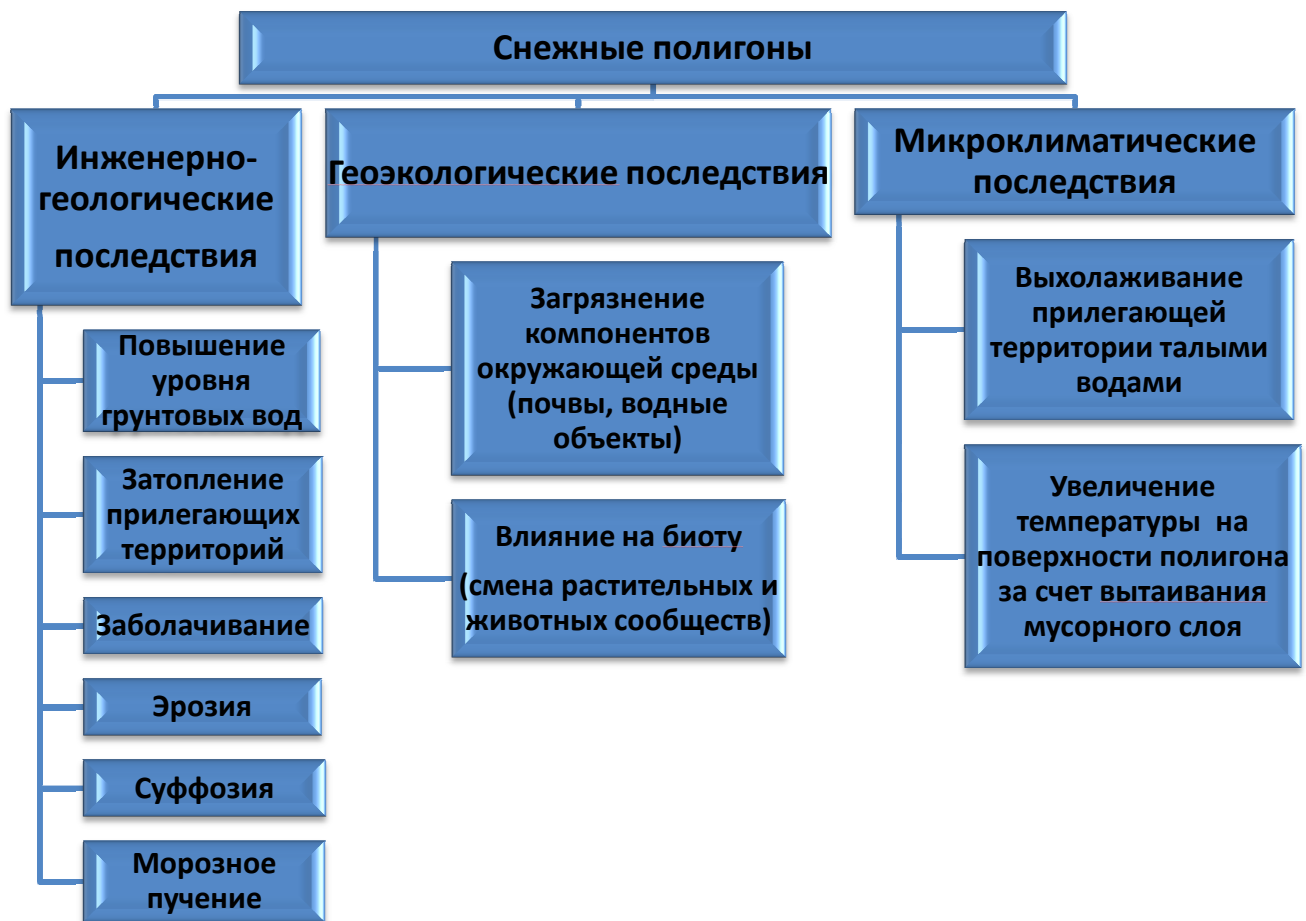 Снежные полигоны
Инженерно-
геологические
последствия
Повышение
уровня
грунтовых вод
Затопление
прилегающих
территорий
Заболачивание
Эрозия
Суффозия
Морозное
пучение
Геоэкологические последствия
Загрязнение
компонентов
окружающей среды
(почвы, водные
объекты)
Влияние на биоту
(смена растительных и
животных сообществ)
Микроклиматические
последствия
Выхолаживание
прилегающей
территории талыми
водами
Увеличение
температуры на
поверхности полигона
за счет вытаивания
мусорного слоя